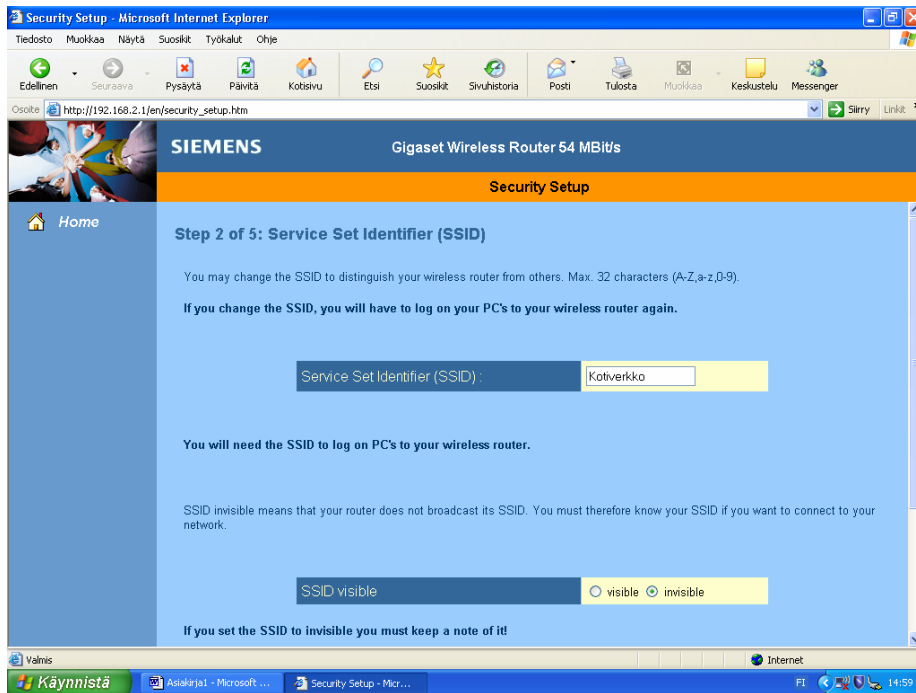 Security Setup - Microsoft Internet Explorer
Tiedosto Muokkaa Näytä Suosikit Työkalut Ohje
Edellinen Seuraava Pysäytä Päivitä Kotisivu Etsi Suosikit Sivuhistoria Posti Tulosta Muokkaa Keskustelu Messenger
Osoite http://192.168.2.1/en/security_setup.htm Siirry Linkit
SIEMENS Gigaset Wireless Router 54 MBit/s
Security Setup
Home
Step 2 of 5: Service Set Identifier (SSID)
You may change the SSID to distinguish your wireless router from others. Max. 32 characters (A-Z,a-z,0-9).
If you change the SSID, you will have to log on your PC's to your wireless router again.
Service Set Identifier (SSID) : Kotiverkko
You will need the SSID to log on PC's to your wireless router.
SSID invisible means that your router does not broadcast its SSID. You must therefore know your SSID if you want to connect to your
network.
SSID visible visible invisible
If you set the SSID to invisible you must keep a note of it!
Valmis Internet
Käynnistä Asiakirja1 - Microsoft ... Security Setup - Micr... FI 14:59